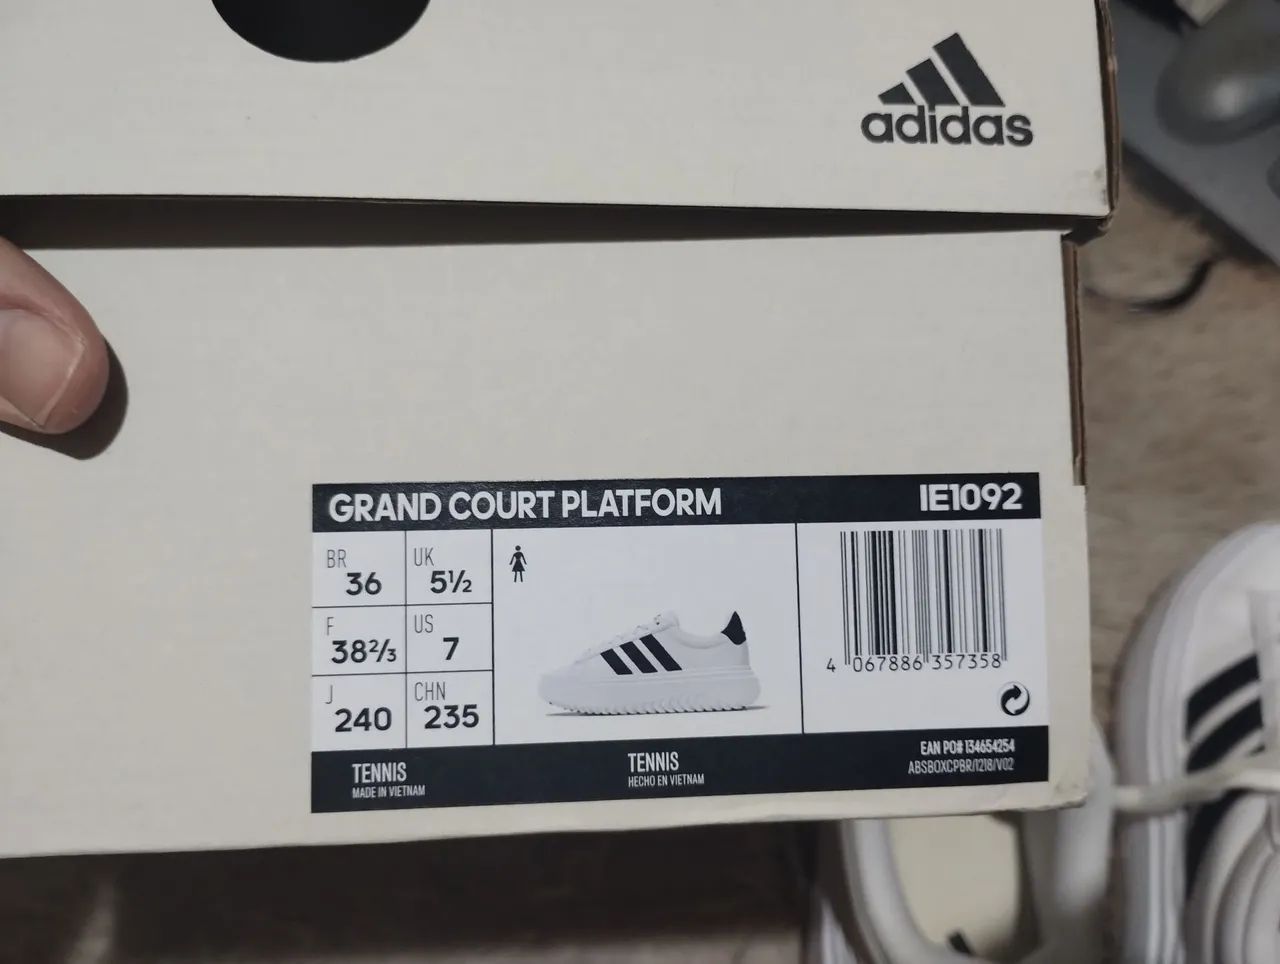 adidas
GRAND COURT PLATFORM
IE1092
BR
36
UK
5½
F
38⅔
US
7
J
240
CHN
235
4 067886 357358
TENNIS
MADE IN VIETNAM
TENNIS
HECHO EN VIETNAM
EAN PO# 134654254
ABSBOXCPBR/1218/V02